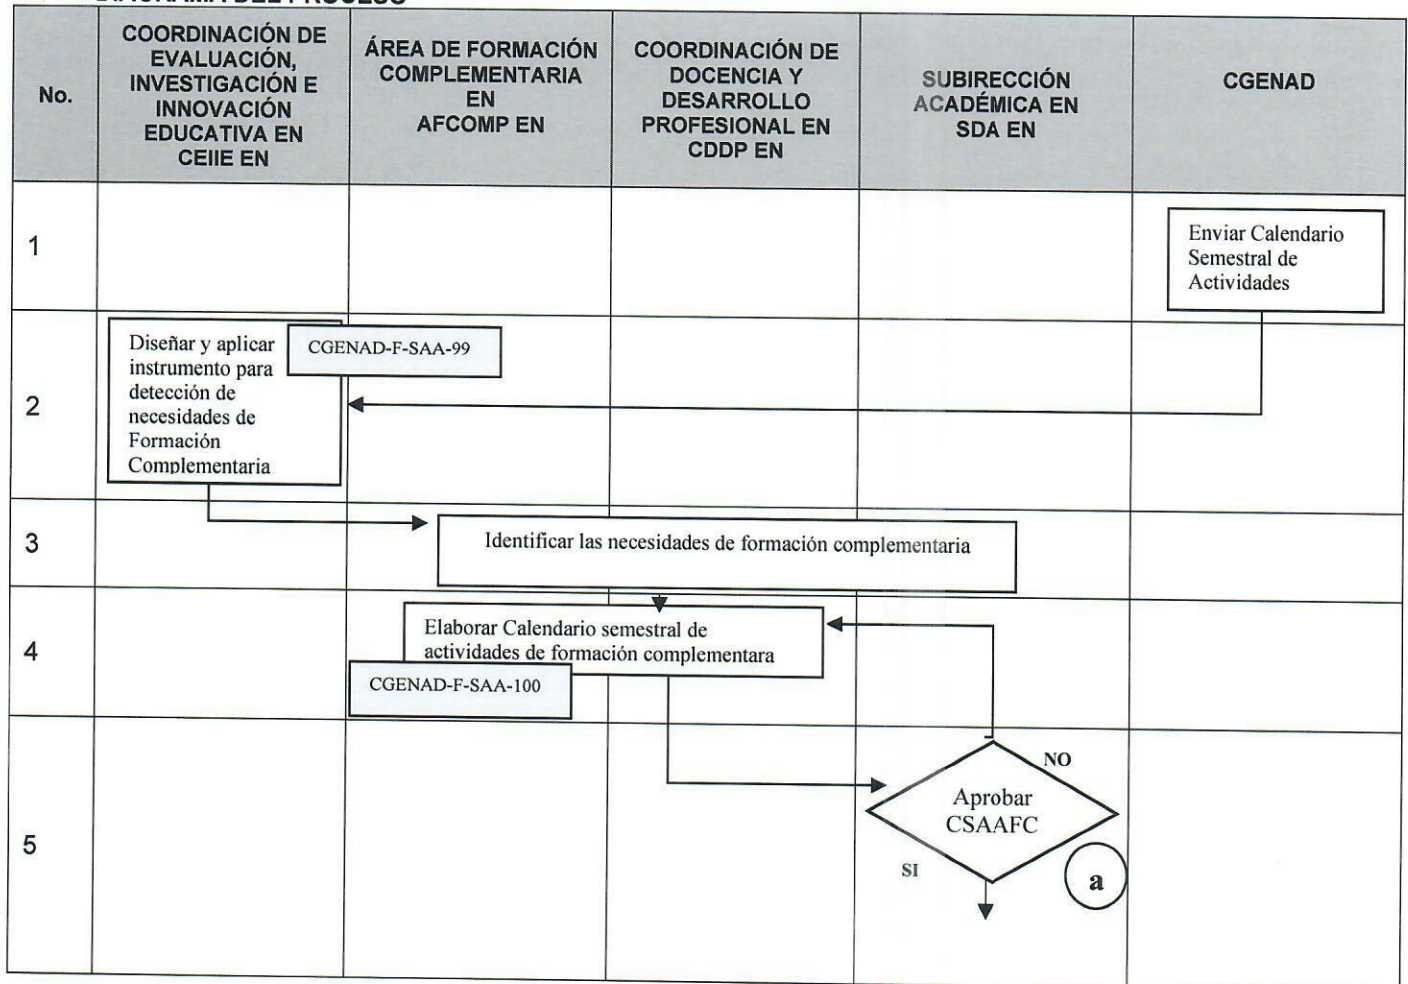 DIAGRAMA DEL PROCESO
No.
COORDINACIÓN DE
EVALUACIÓN,
INVESTIGACIÓN E
INNOVACIÓN
EDUCATIVA EN
CEIIE EN
ÁREA DE FORMACIÓN
COMPLEMENTARIA
EN
AFCOMP EN
COORDINACIÓN DE
DOCENCIA Y
DESARROLLO
PROFESIONAL EN
CDDP EN
SUBIRECCIÓN
ACADÉMICA EN
SDA EN
CGENAD
1
Enviar Calendario
Semestral de
Actividades
2
Diseñar y aplicar
instrumento para
detección de
necesidades de
Formación
Complementaria
CGENAD-F-SAA-99
3
Identificar las necesidades de formación complementaria
4
Elaborar Calendario semestral de
actividades de formación complementara
CGENAD-F-SAA-100
5
NO
Aprobar
CSAAFC
SI
a